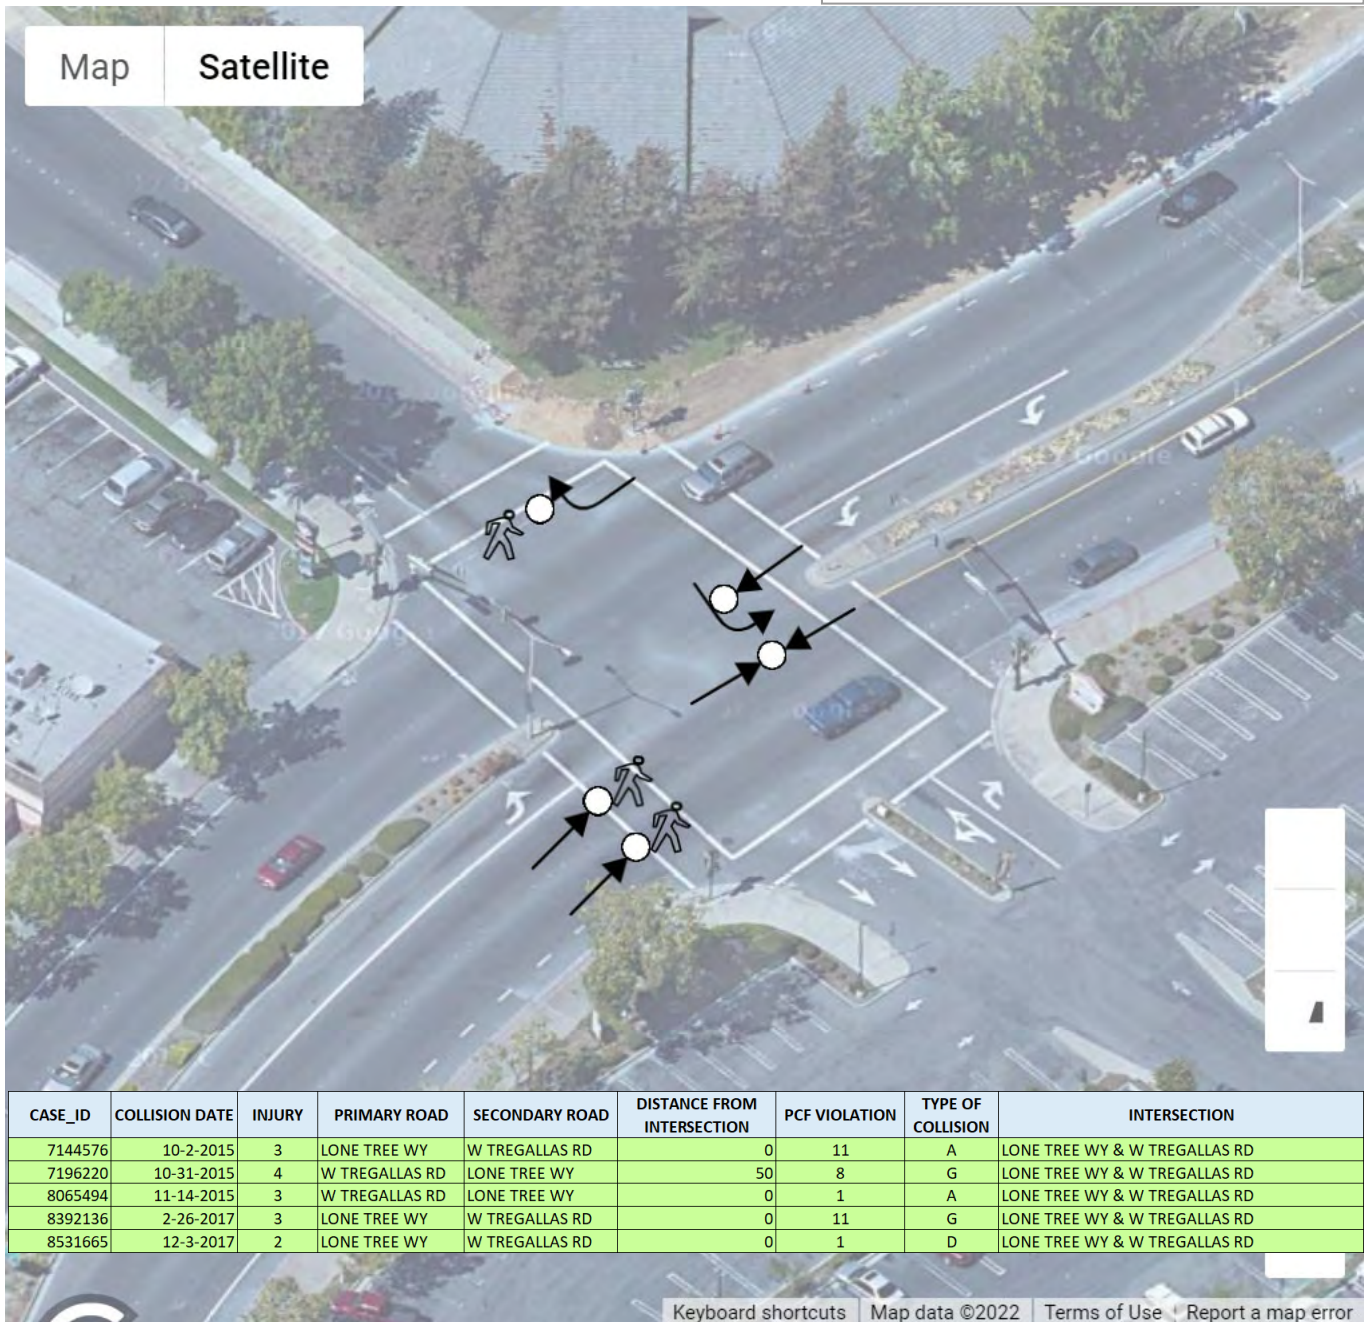 Map Satellite
Google
CASE_ID COLLISION DATE INJURY PRIMARY ROAD SECONDARY ROAD DISTANCE FROM INTERSECTION PCF VIOLATION TYPE OF COLLISION INTERSECTION
7144576 10-2-2015 3 LONE TREE WY W TREGALLAS RD 0 11 A LONE TREE WY & W TREGALLAS RD
7196220 10-31-2015 4 W TREGALLAS RD LONE TREE WY 50 8 G LONE TREE WY & W TREGALLAS RD
8065494 11-14-2015 3 W TREGALLAS RD LONE TREE WY 0 1 A LONE TREE WY & W TREGALLAS RD
8392136 2-26-2017 3 LONE TREE WY W TREGALLAS RD 0 11 G LONE TREE WY & W TREGALLAS RD
8531665 12-3-2017 2 LONE TREE WY W TREGALLAS RD 0 1 D LONE TREE WY & W TREGALLAS RD
Keyboard shortcuts Map data ©2022 Terms of Use Report a map error